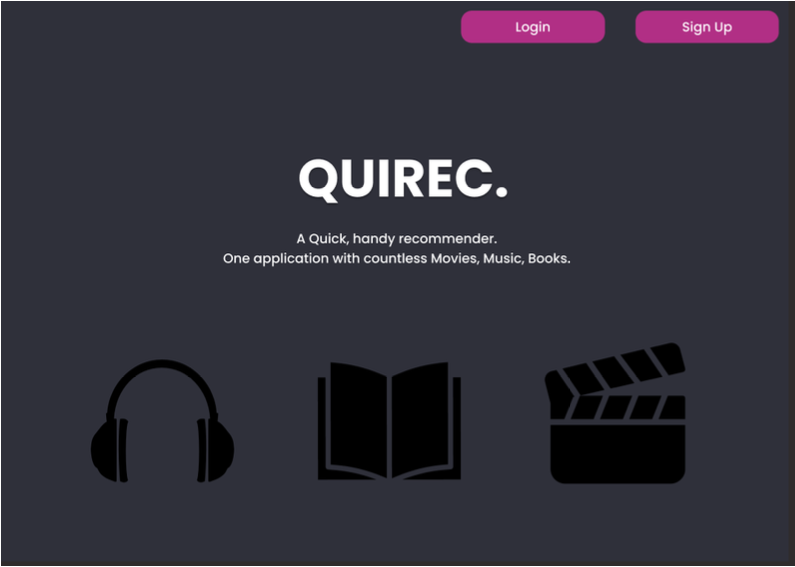 Login
Sign Up
QUIREC.
A Quick, handy recommender.
One application with countless Movies, Music, Books.